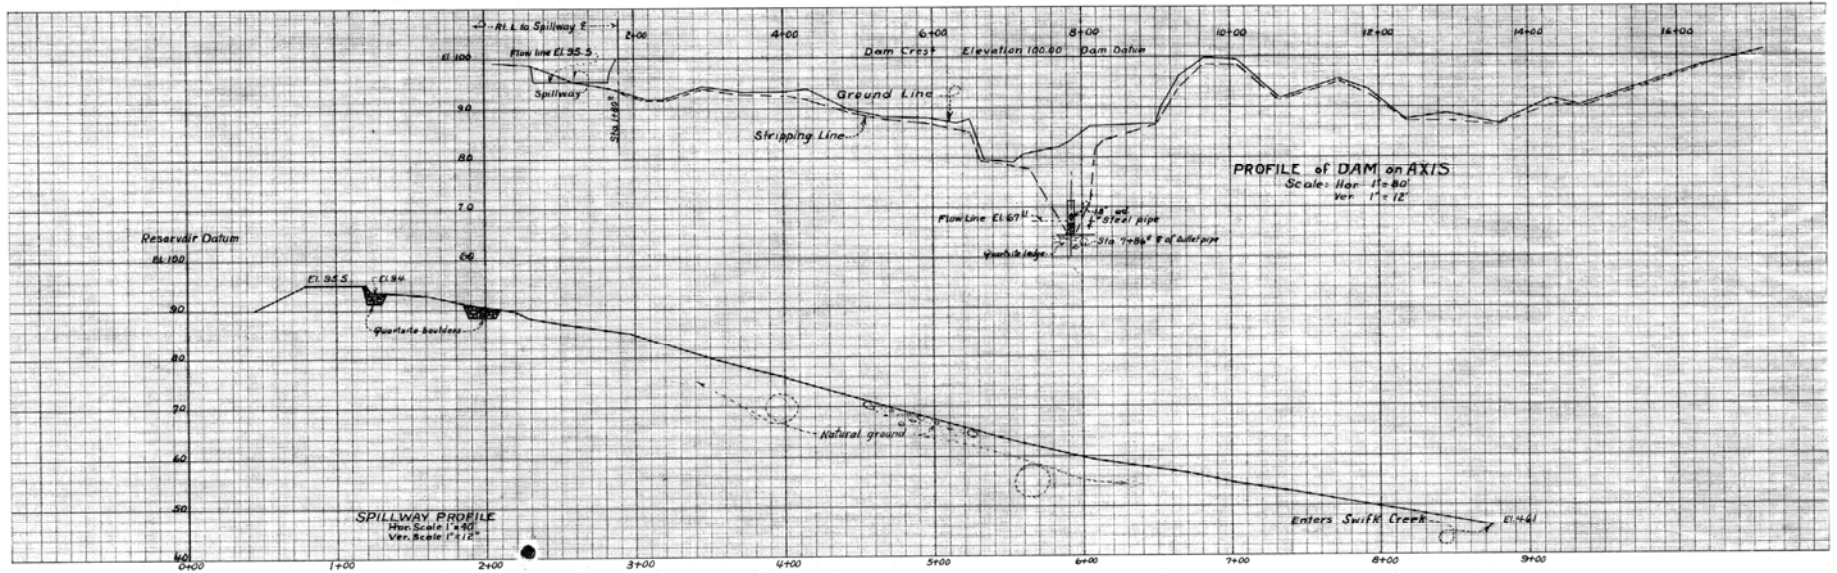 Rt. L to Spillway ₵
2+00
4+00
6+00
8+00
10+00
12+00
14+00
16+00
Flow line El. 95.5
Dam Crest Elevation 100.00 Dam Datum
El 100
Spillway
90
Ground Line
Stripping Line
80
PROFILE of DAM on AXIS
Scale: Hor. 1"=80'
Ver. 1"=12'
70
Flow Line El. 67
Steel pipe
of Outlet pipe
Quartzite ledge
60
Reservoir Datum
El. 100
El. 95.5
El. 94
90
Quartzite boulders
80
70
Natural ground
60
50
SPILLWAY PROFILE
Hor. Scale 1"=40'
Ver. Scale 1"=12'
Enters Swift Creek
El. 46.1
40
0+00
1+00
2+00
3+00
4+00
5+00
6+00
7+00
8+00
9+00